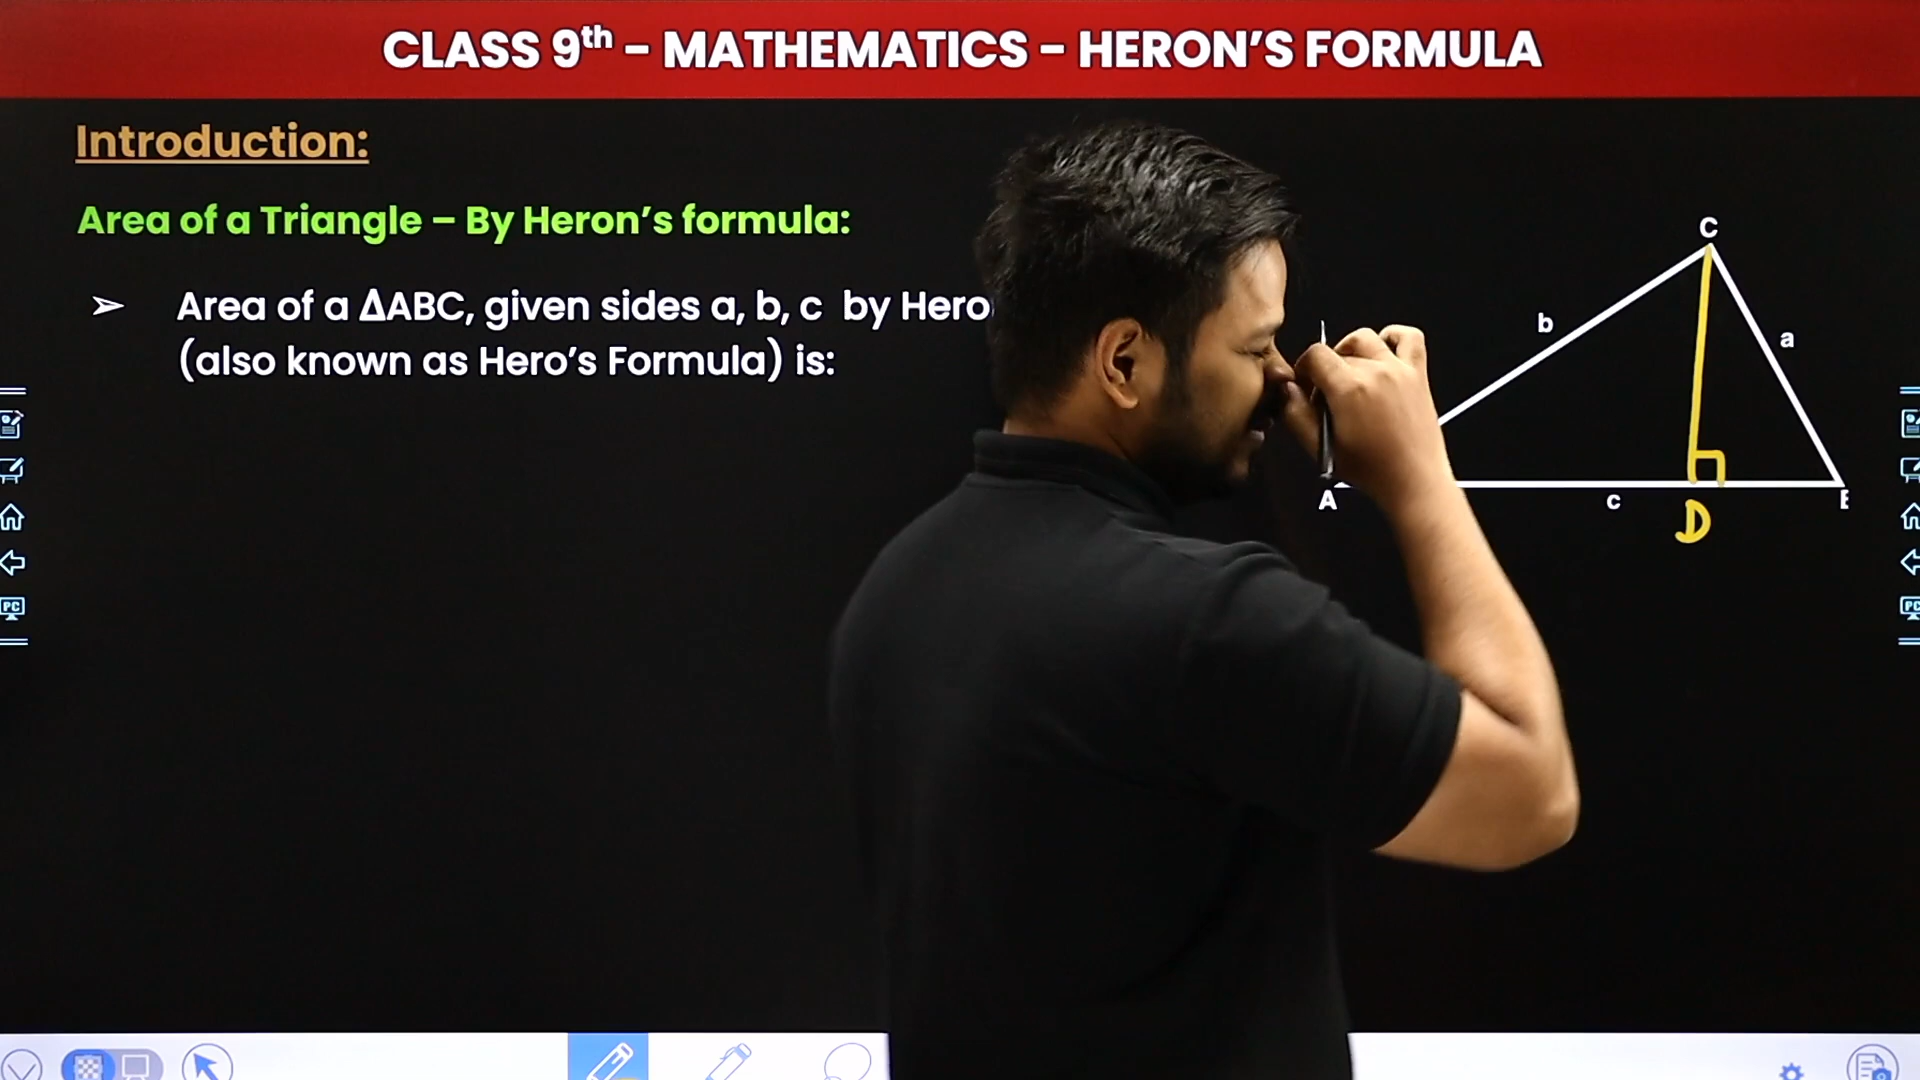 CLASS 9th – MATHEMATICS – HERON’S FORMULA
Introduction:
Area of a Triangle – By Heron’s formula:
➢ Area of a ΔABC, given sides a, b, c by
(also known as Hero’s Formula) is:
C
b
a
A
c
D
PC